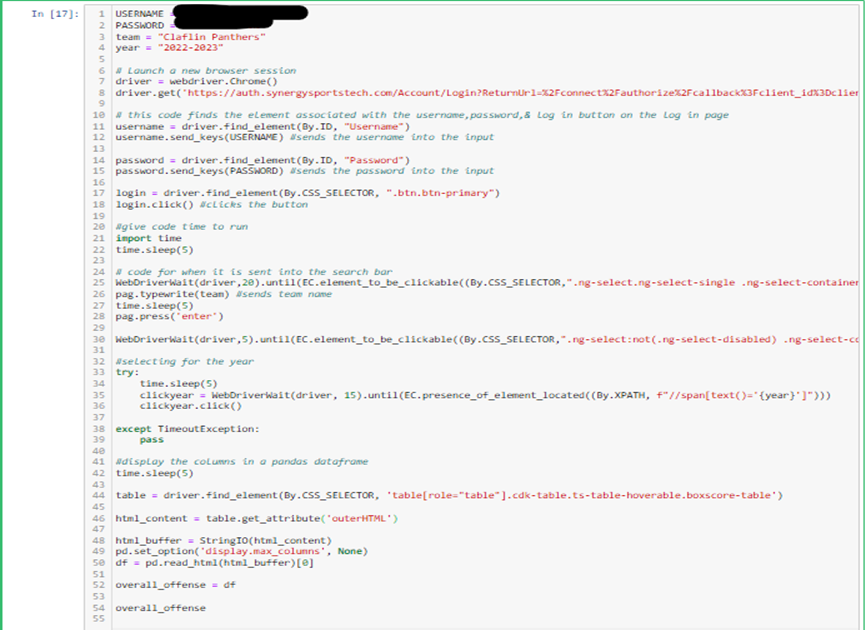 In [17]:
1 USERNAME =
2 PASSWORD =
3 team = "Claflin Panthers"
4 year = "2022-2023"
5
6 # Launch a new browser session
7 driver = webdriver.Chrome()
8 driver.get('https://auth.synergysportstech.com/Account/Login?ReturnUrl=%2Fconnect%2Fauthorize%2Fcallback%3Fclient_id%3Dclien
9
10 # this code finds the element associated with the username,password,& log in button on the log in page
11 username = driver.find_element(By.ID, "Username")
12 username.send_keys(USERNAME) #sends the username into the input
13
14 password = driver.find_element(By.ID, "Password")
15 password.send_keys(PASSWORD) #sends the password into the input
16
17 login = driver.find_element(By.CSS_SELECTOR, ".btn.btn-primary")
18 login.click() #clicks the button
19
20 #give code time to run
21 import time
22 time.sleep(5)
23
24 # code for when it is sent into the search bar
25 WebDriverWait(driver,20).until(EC.element_to_be_clickable((By.CSS_SELECTOR,".ng-select.ng-select-single .ng-select-container
26 pag.typewrite(team) #sends team name
27 time.sleep(5)
28 pag.press('enter')
29
30 WebDriverWait(driver,5).until(EC.element_to_be_clickable((By.CSS_SELECTOR,".ng-select:not(.ng-select-disabled) .ng-select-co
31
32 #selecting for the year
33 try:
34     time.sleep(5)
35     clickyear = WebDriverWait(driver, 15).until(EC.presence_of_element_located((By.XPATH, f"//span[text()='{year}']")))
36     clickyear.click()
37
38 except TimeoutException:
39     pass
40
41 #display the columns in a pandas dataframe
42 time.sleep(5)
43
44 table = driver.find_element(By.CSS_SELECTOR, 'table[role="table"].cdk-table.ts-table-hoverable.boxscore-table')
45
46 html_content = table.get_attribute('outerHTML')
47
48 html_buffer = StringIO(html_content)
49 pd.set_option('display.max_columns', None)
50 df = pd.read_html(html_buffer)[0]
51
52 overall_offense = df
53
54 overall_offense
55